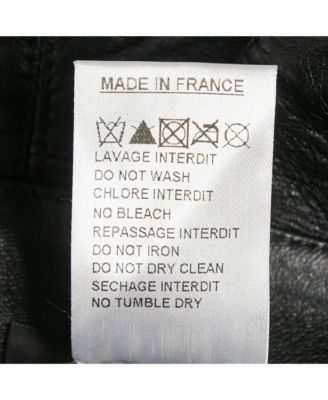 MADE IN FRANCE
LAVAGE INTERDIT
DO NOT WASH
CHLORE INTERDIT
NO BLEACH
REPASSAGE INTERDIT
DO NOT IRON
DO NOT DRY CLEAN
SECHAGE INTERDIT
NO TUMBLE DRY